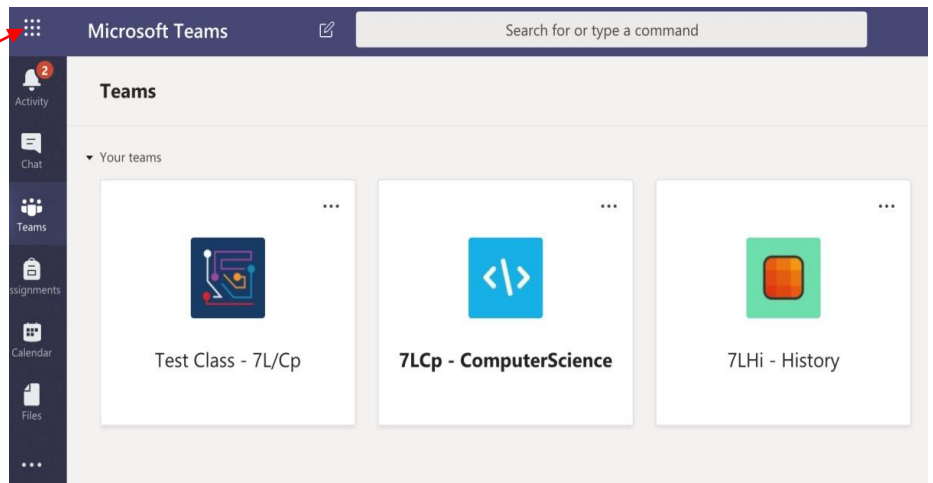 Microsoft Teams
Search for or type a command
2
Activity
Teams
Chat
Your teams
Teams
ssignments
Calendar
Files
Test Class - 7L/Cp
7LCp - ComputerScience
7LHi - History